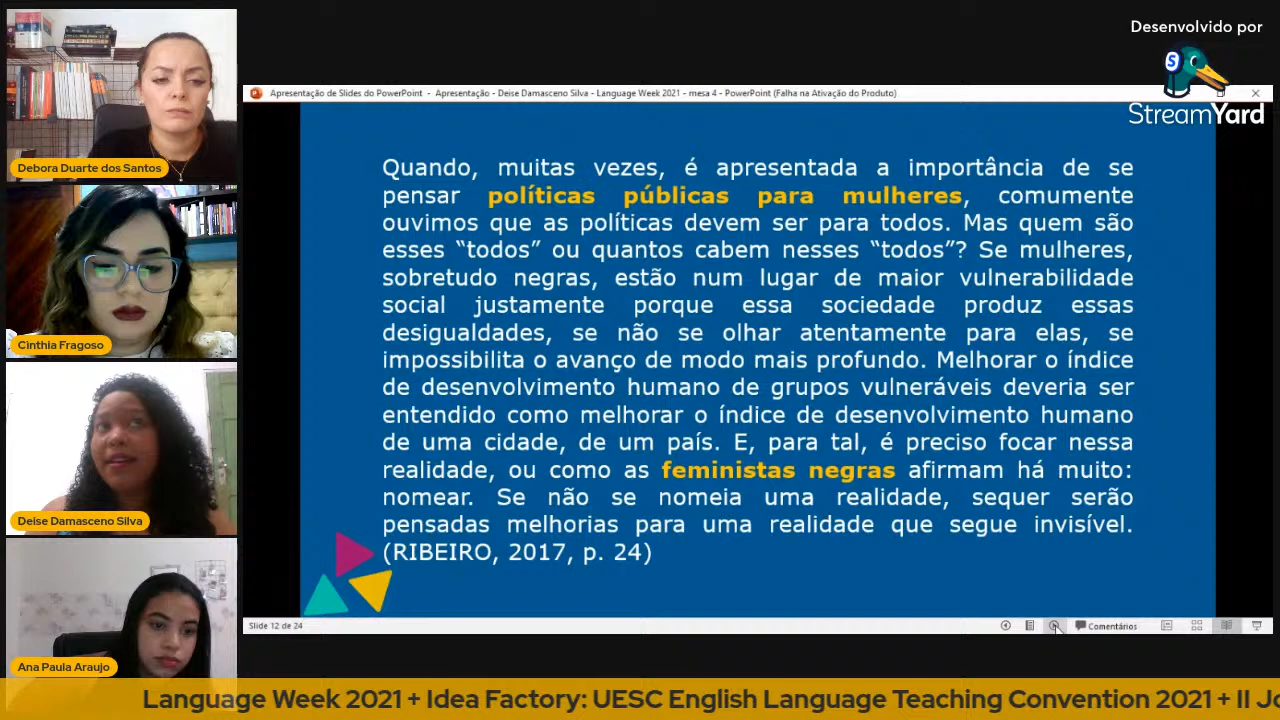 Desenvolvido por
StreamYard
Apresentação de Slides do PowerPoint - Apresentação - Deise Damasceno Silva - Language Week 2021 - mesa 4 - PowerPoint (Falha na Ativação do Produto)
Debora Duarte dos Santos
Cinthia Fragoso
Deise Damasceno Silva
Ana Paula Araujo
Quando, muitas vezes, é apresentada a importância de se
pensar políticas públicas para mulheres, comumente
ouvimos que as políticas devem ser para todos. Mas quem são
esses “todos” ou quantos cabem nesses “todos”? Se mulheres,
sobretudo negras, estão num lugar de maior vulnerabilidade
social justamente porque essa sociedade produz essas
desigualdades, se não se olhar atentamente para elas, se
impossibilita o avanço de modo mais profundo. Melhorar o índice
de desenvolvimento humano de grupos vulneráveis deveria ser
entendido como melhorar o índice de desenvolvimento humano
de uma cidade, de um país. E, para tal, é preciso focar nessa
realidade, ou como as feministas negras afirmam há muito:
nomear. Se não se nomeia uma realidade, sequer serão
pensadas melhorias para uma realidade que segue invisível.
(RIBEIRO, 2017, p. 24)
Slide 12 de 24
Comentários
Language Week 2021 + Idea Factory: UESC English Language Teaching Convention 2021 + II Jo